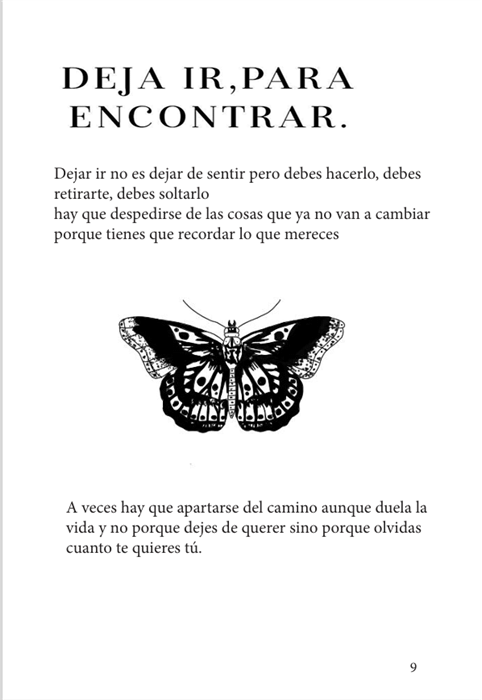 DEJA IR,PARA
ENCONTRAR.
Dejar ir no es dejar de sentir pero debes hacerlo, debes
retirarte, debes soltarlo
hay que despedirse de las cosas que ya no van a cambiar
porque tienes que recordar lo que mereces
A veces hay que apartarse del camino aunque duela la
vida y no porque dejes de querer sino porque olvidas
cuanto te quieres tú.
9